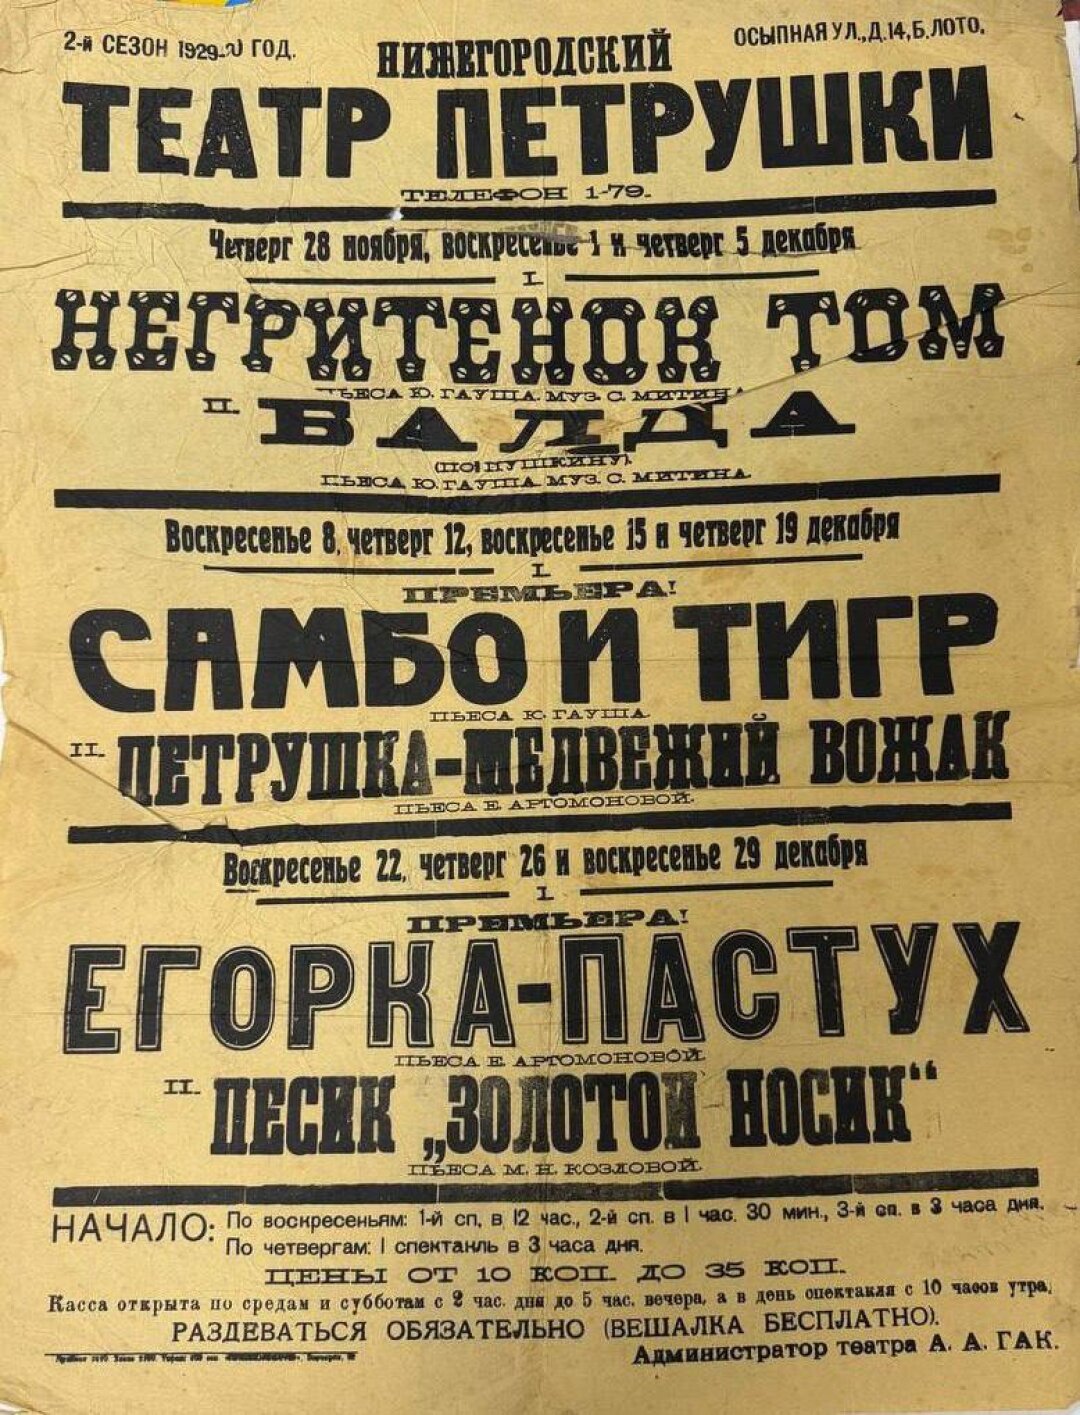 2-й СЕЗОН 1929-30 ГОД.
ОСЫПНАЯ УЛ., Д. 14, Б. ЛОТО.
НИЖЕГОРОДСКИЙ
ТЕАТР ПЕТРУШКИ
ТЕЛЕФОН 1-79.
Четверг 28 ноября, воскресенье 1 и четверг 5 декабря
I.
НЕГРИТЕНОК ТОМ
ПЬЕСА Ю. ГАУША. МУЗ. С. МИТИНА
II. БАЛДА
(ПО ПУШКИНУ).
ПЬЕСА Ю. ГАУША. МУЗ. С. МИТИНА.
Воскресенье 8, четверг 12, воскресенье 15 и четверг 19 декабря
I.
ПРЕМЬЕРА!
САМБО И ТИГР
ПЬЕСА Ю. ГАУША.
II. ПЕТРУШКА-МЕДВЕЖИЙ ВОЖАК
ПЬЕСА Е. АРТОМОНОВОЙ.
Воскресенье 22, четверг 26 и воскресенье 29 декабря
I.
ПРЕМЬЕРА!
ЕГОРКА-ПАСТУХ
ПЬЕСА Е. АРТОМОНОВОЙ.
II. ПЕСИК „ЗОЛОТОЙ НОСИК“
ПЬЕСА М. Н. КОЗЛОВОЙ.
НАЧАЛО: По воскресеньям: 1-й сп. в 12 час., 2-й сп. в 1 час. 30 мин., 3-й сп. в 3 часа дня.
По четвергам: 1 спектакль в 3 часа дня.
ЦЕНЫ ОТ 10 КОП. ДО 35 КОП.
Касса открыта по средам и субботам с 2 час. дня до 5 час. вечера, а в день спектакля с 10 часов утра.
РАЗДЕВАТЬСЯ ОБЯЗАТЕЛЬНО (ВЕШАЛКА БЕСПЛАТНО).
Администратор театра А. А. ГАК.